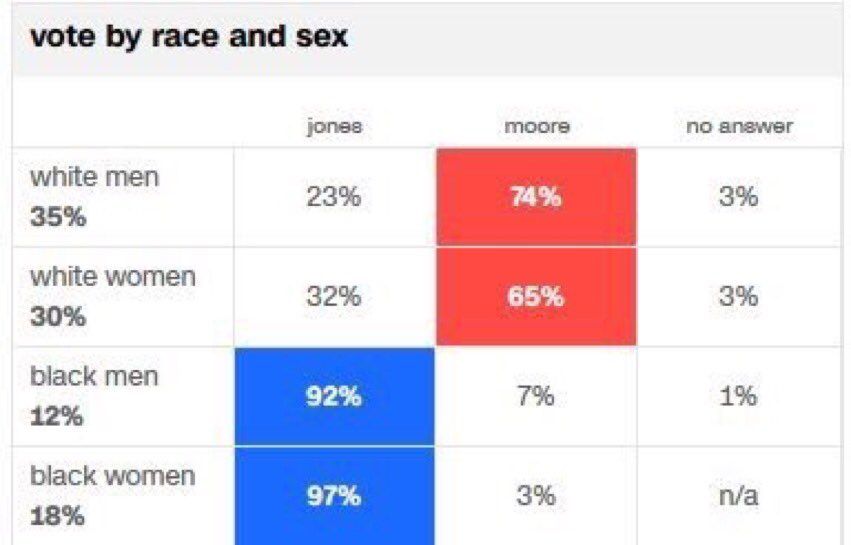 vote by race and sex
jones moore no answer
white men
35%
23% 74% 3%
white women
30%
32% 65% 3%
black men
12%
92% 7% 1%
black women
18%
97% 3% n/a